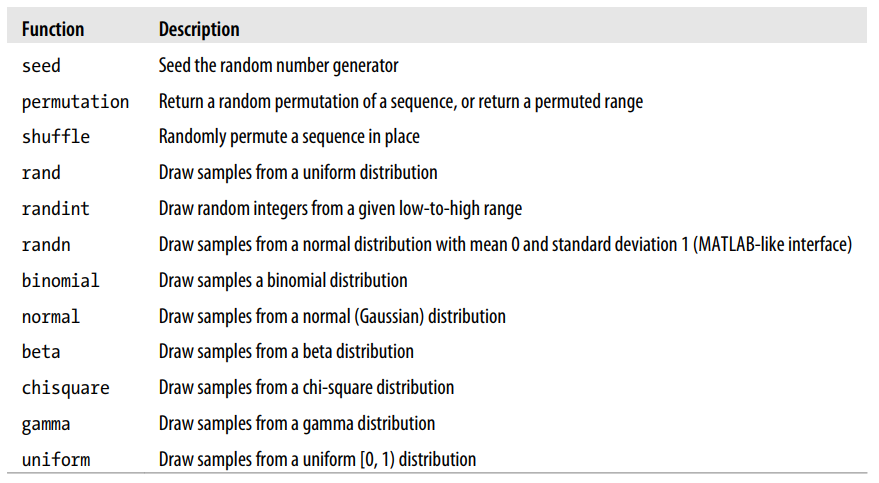 Function Description
seed Seed the random number generator
permutation Return a random permutation of a sequence, or return a permuted range
shuffle Randomly permute a sequence in place
rand Draw samples from a uniform distribution
randint Draw random integers from a given low-to-high range
randn Draw samples from a normal distribution with mean 0 and standard deviation 1 (MATLAB-like interface)
binomial Draw samples a binomial distribution
normal Draw samples from a normal (Gaussian) distribution
beta Draw samples from a beta distribution
chisquare Draw samples from a chi-square distribution
gamma Draw samples from a gamma distribution
uniform Draw samples from a uniform [0, 1) distribution